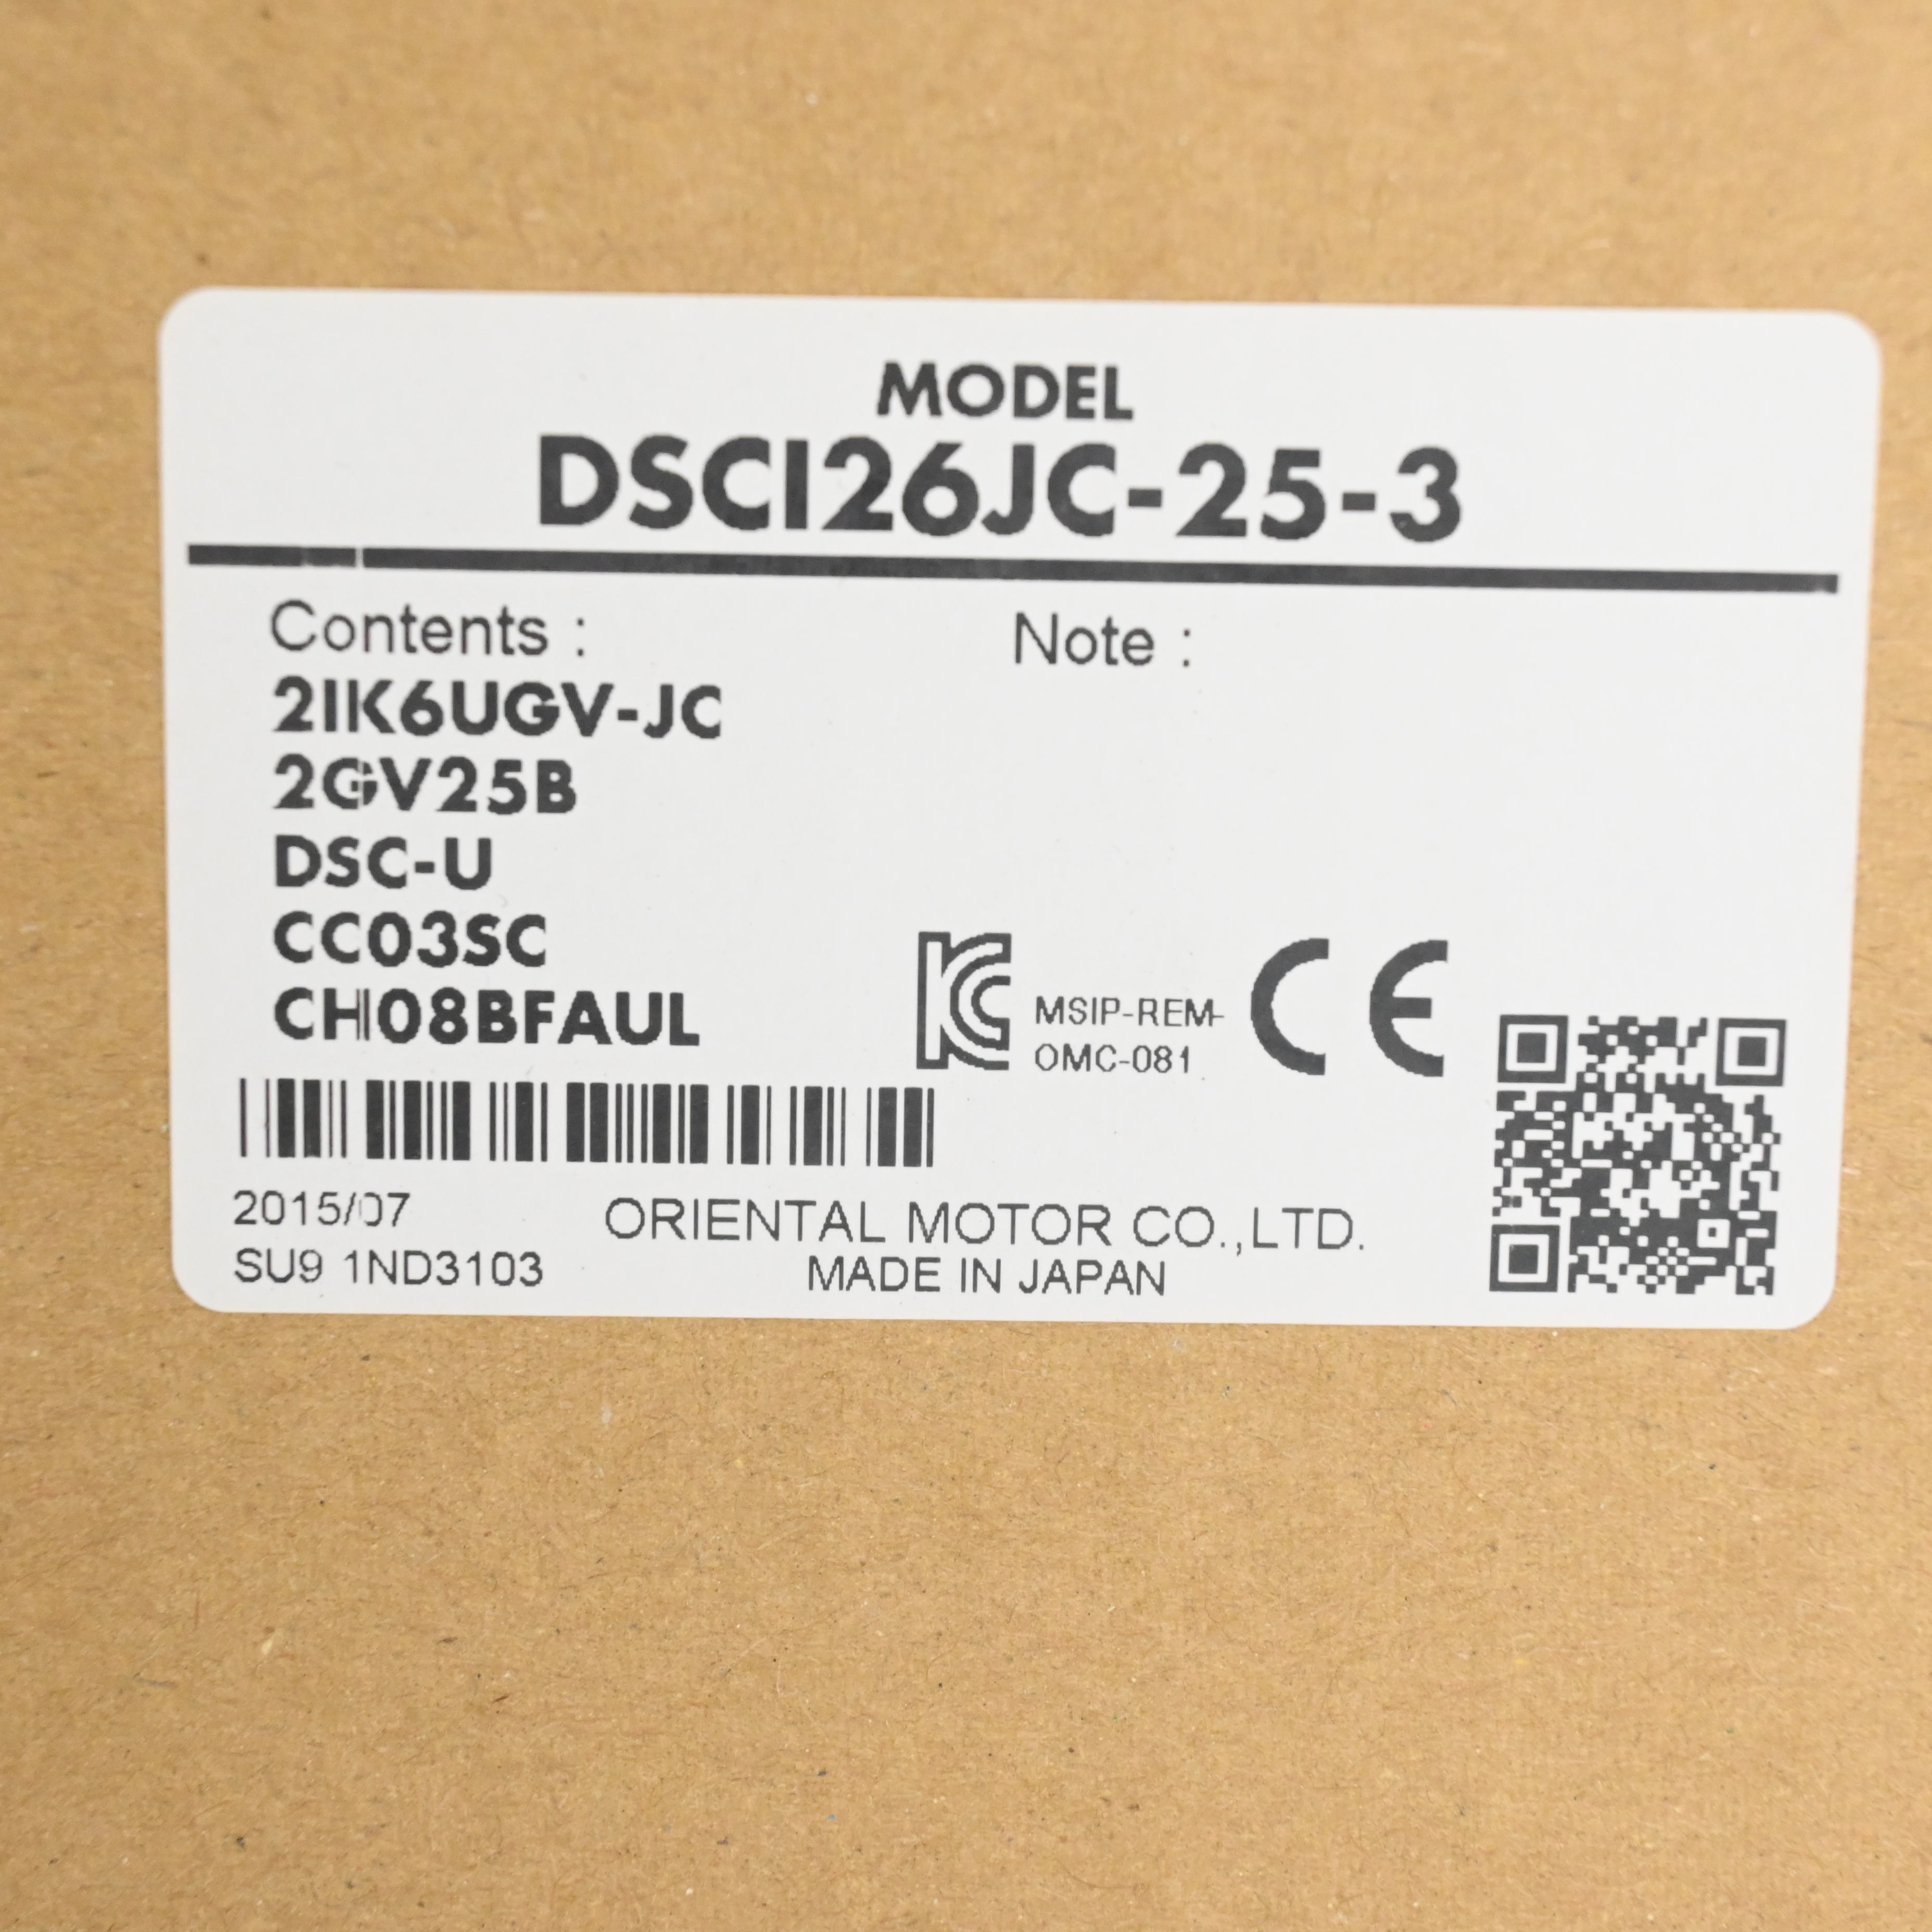 MODEL
DSCI26JC-25-3
Contents :
Note :
2IK6UGV-JC
2GV25B
DSC-U
CC03SC
CH08BFAUL
MSIP-REM-
OMC-081
CE
2015/07
SU9 1ND3103
ORIENTAL MOTOR CO.,LTD.
MADE IN JAPAN